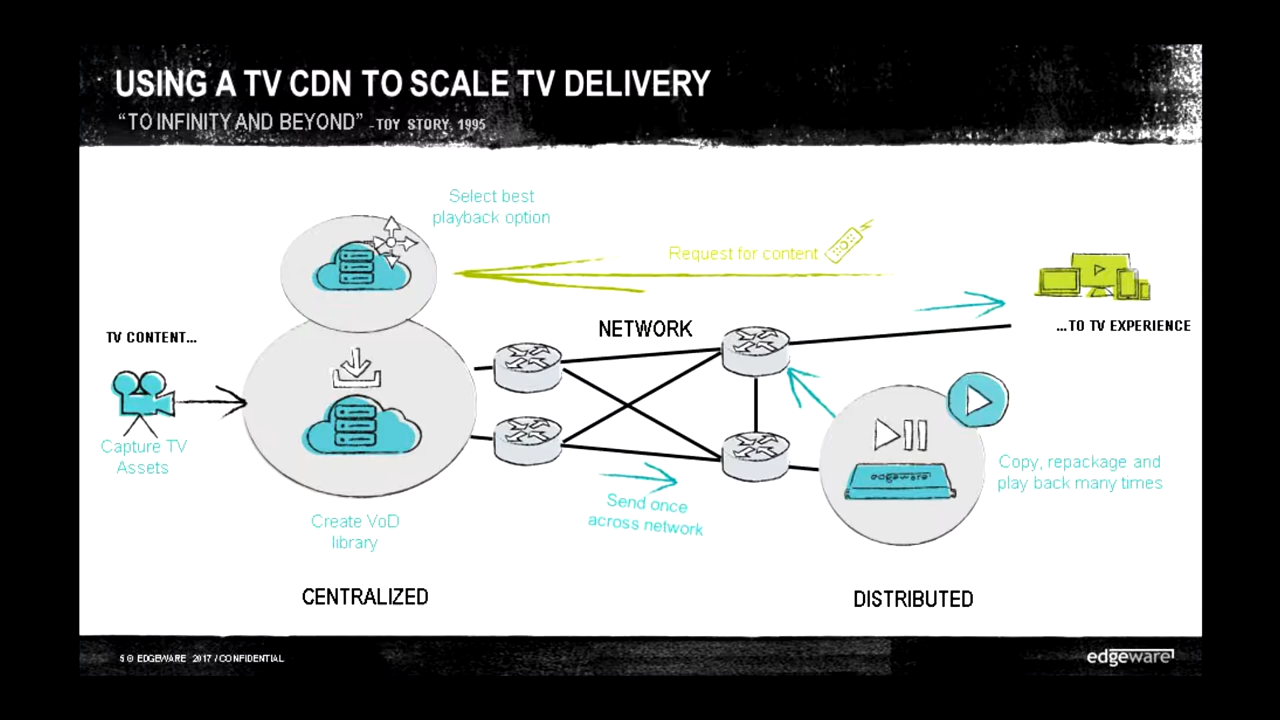 USING A TV CDN TO SCALE TV DELIVERY
“TO INFINITY AND BEYOND” -TOY STORY, 1995
Select best
playback option
Request for content
NETWORK
TV CONTENT...
...TO TV EXPERIENCE
Capture TV
Assets
edgeware
Copy, repackage and
play back many times
Send once
across network
Create VoD
library
CENTRALIZED
DISTRIBUTED
5 © EDGEWARE 2017 / CONFIDENTIAL
edgeware